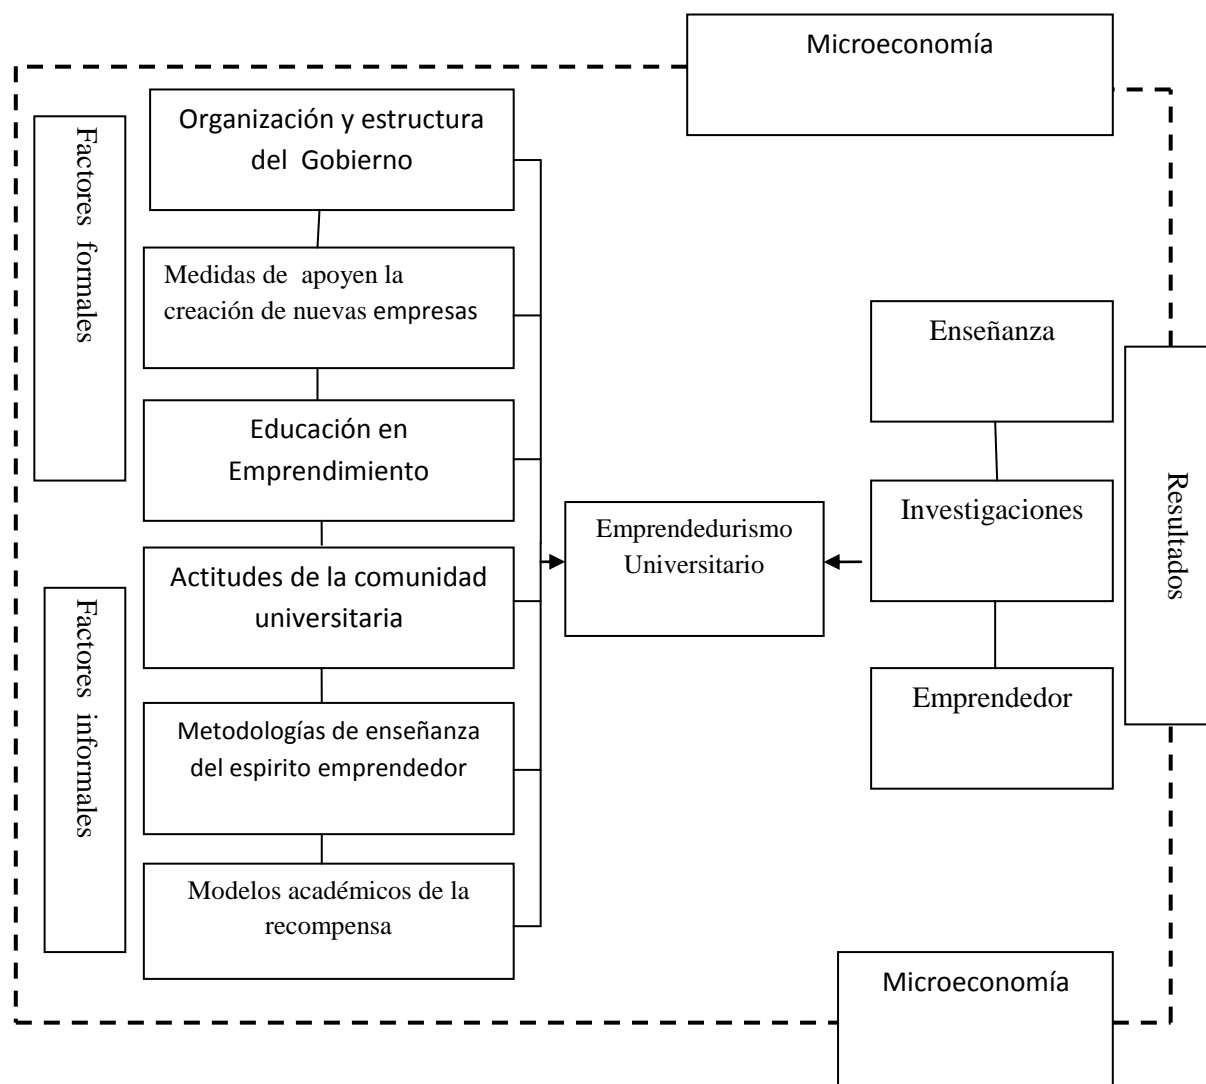 Microeconomía
Factores formales
Organización y estructura
del Gobierno
Medidas de apoyen la
creación de nuevas empresas
Educación en
Emprendimiento
Factores informales
Actitudes de la comunidad
universitaria
Metodologías de enseñanza
del espirito emprendedor
Modelos académicos de la
recompensa
Emprendedurismo
Universitario
Enseñanza
Investigaciones
Emprendedor
Resultados
Microeconomía